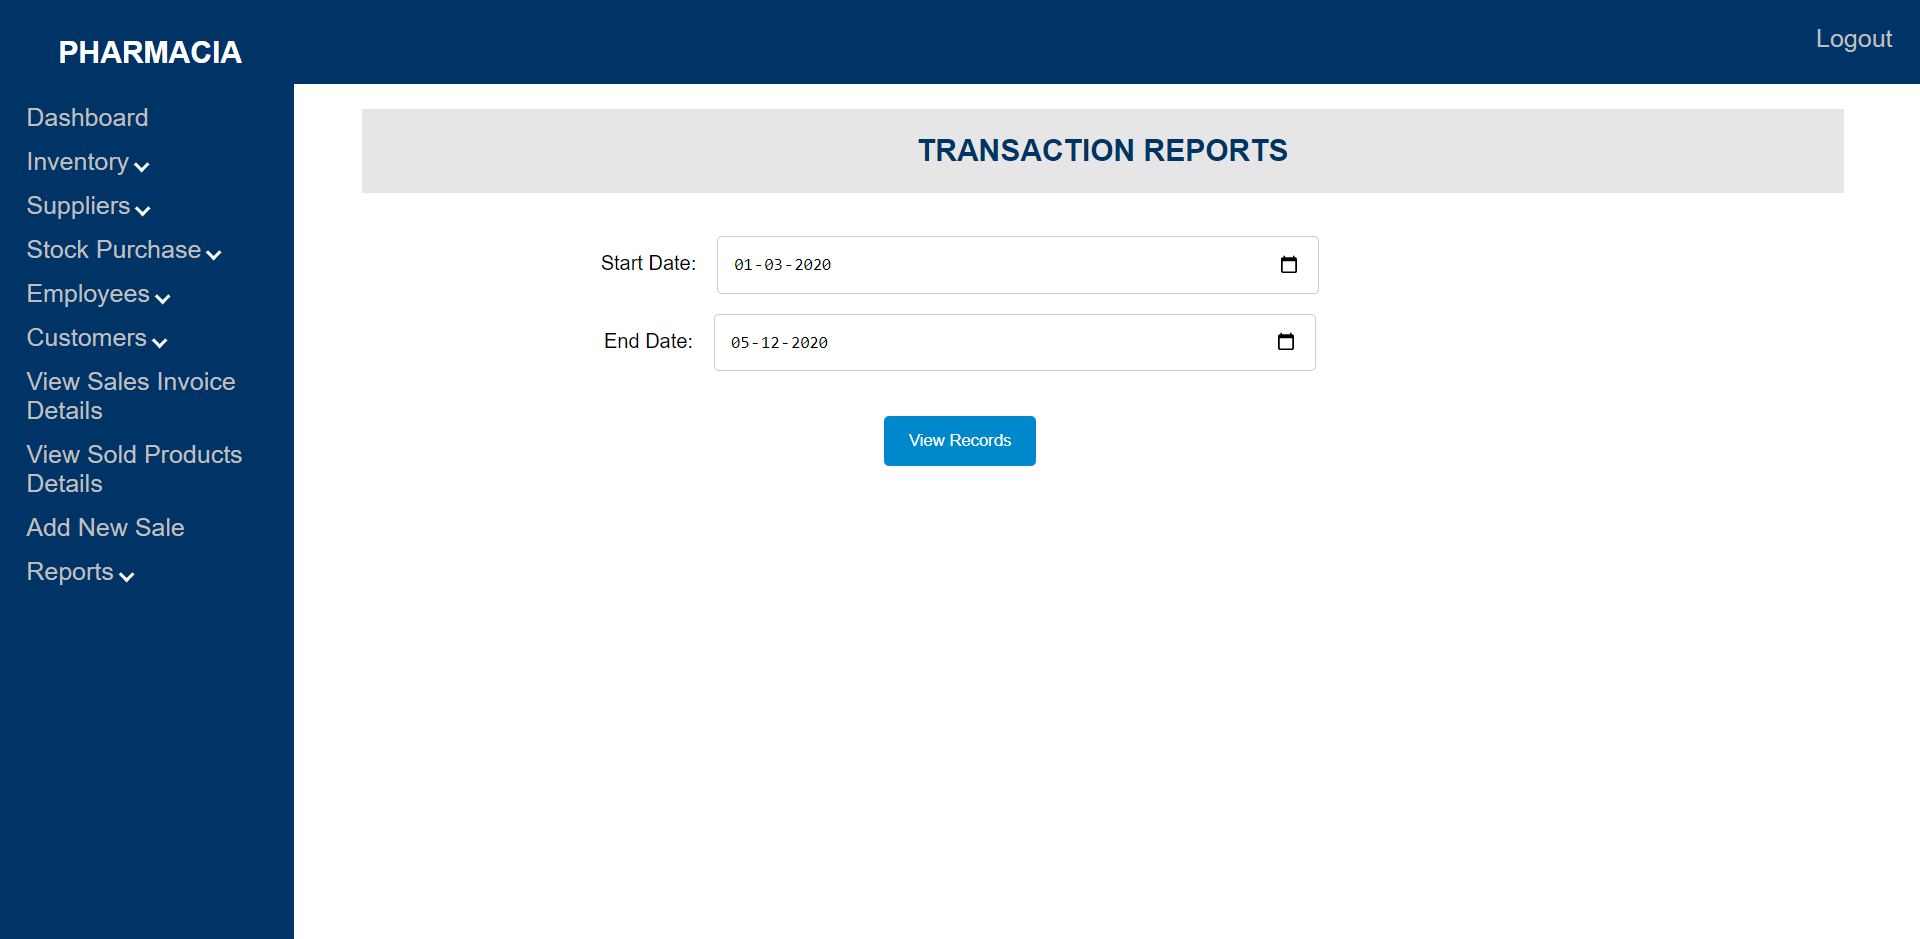 PHARMACIA
Logout
Dashboard
Inventory
Suppliers
Stock Purchase
Employees
Customers
View Sales Invoice
Details
View Sold Products
Details
Add New Sale
Reports
TRANSACTION REPORTS
Start Date: 01-03-2020
End Date: 05-12-2020
View Records